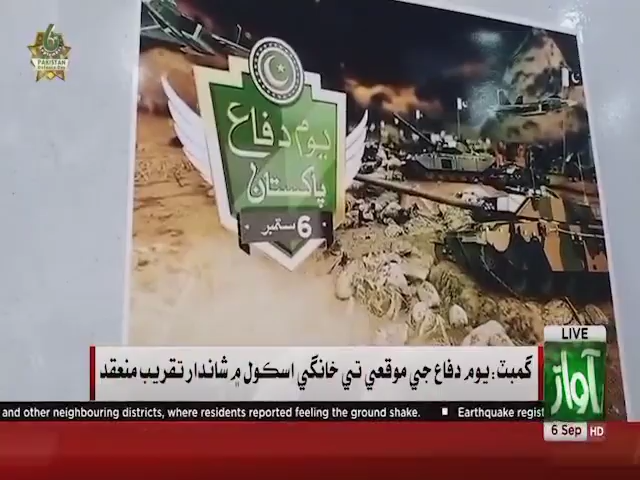 6
PAKISTAN
Defence Day
یوم دفاع
پاکستان
6 ستمبر
LIVE
گمبٽ : يوم دفاع جي موقعي تي خانگي اسڪول ۾ شاندار تقريب منعقد
آواز
and other neighbouring districts, where residents reported feeling the ground shake. ■ Earthquake regist
6 Sep HD